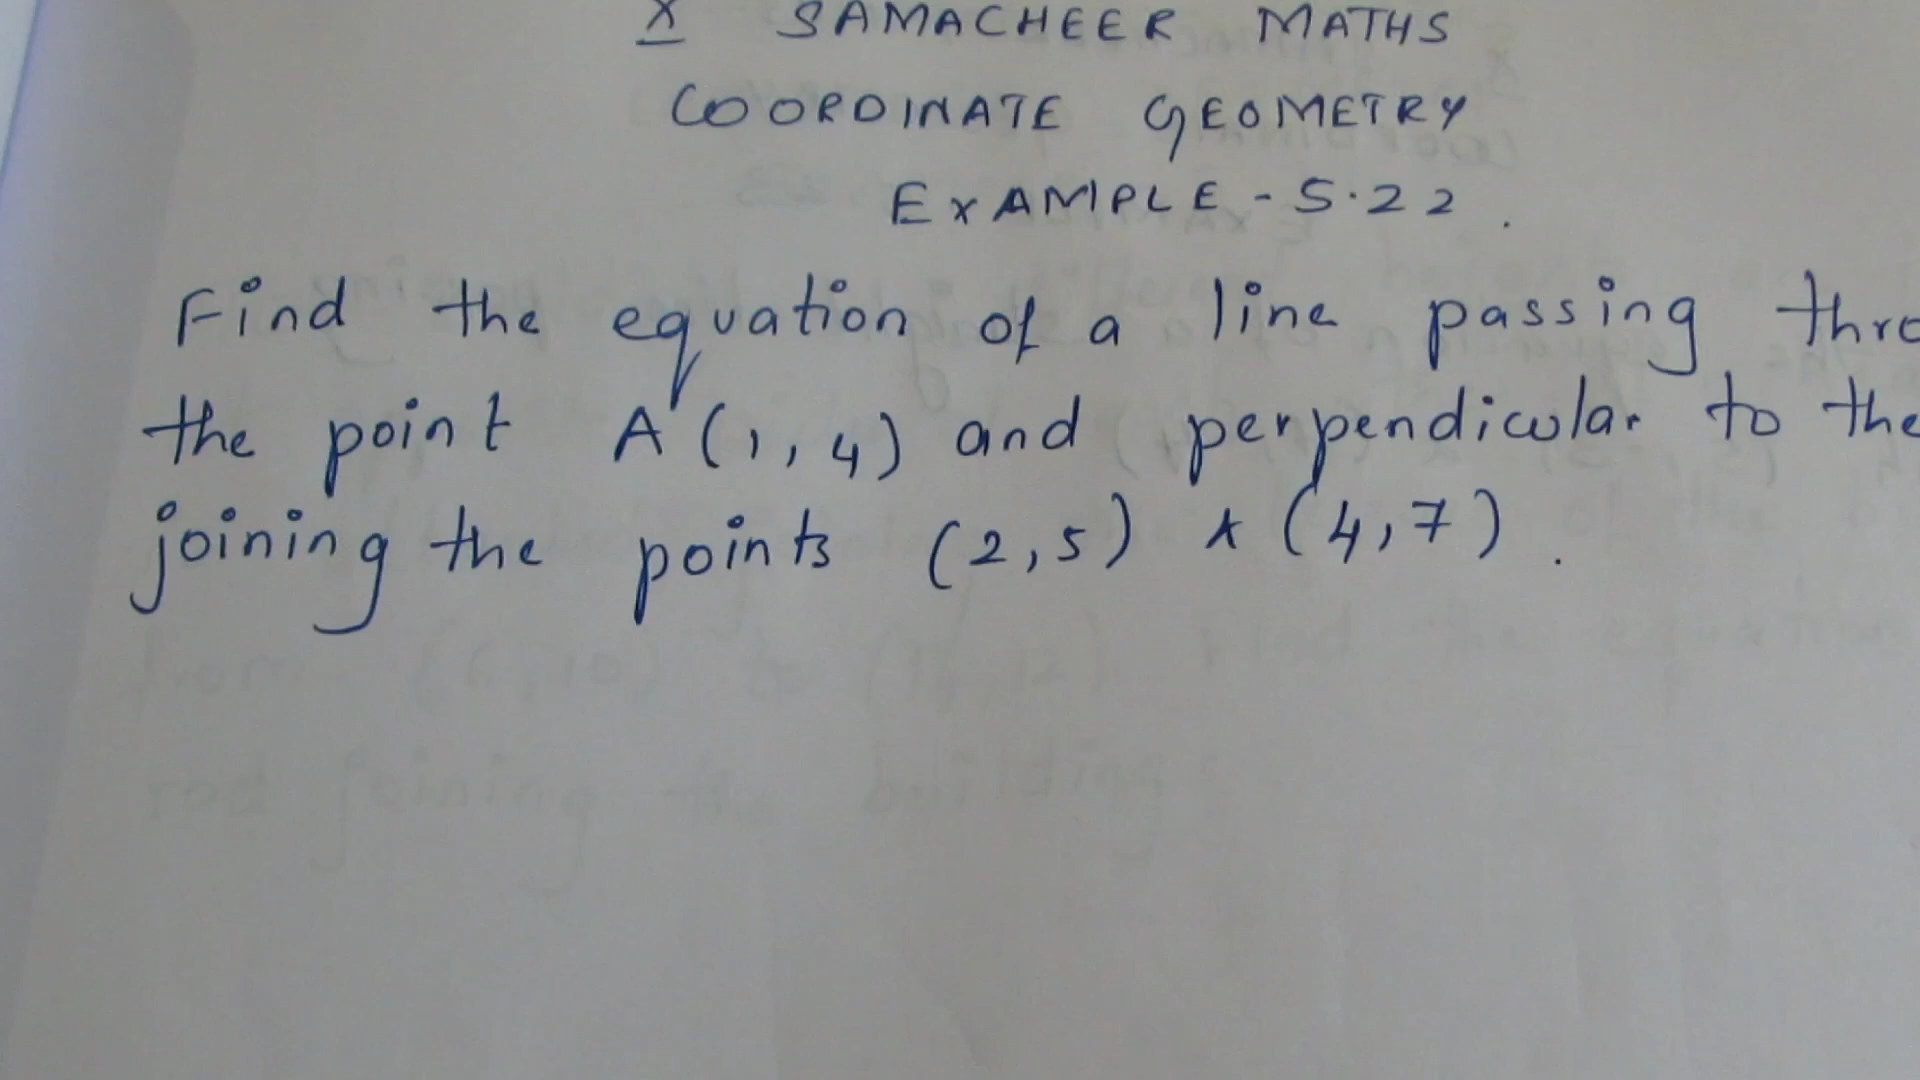 X SAMACHEER MATHS
COORDINATE GEOMETRY
EXAMPLE - 5.22.
Find the equation of a line passing thro
the point A (1, 4) and perpendicular to the
joining the points (2, 5) & (4, 7).